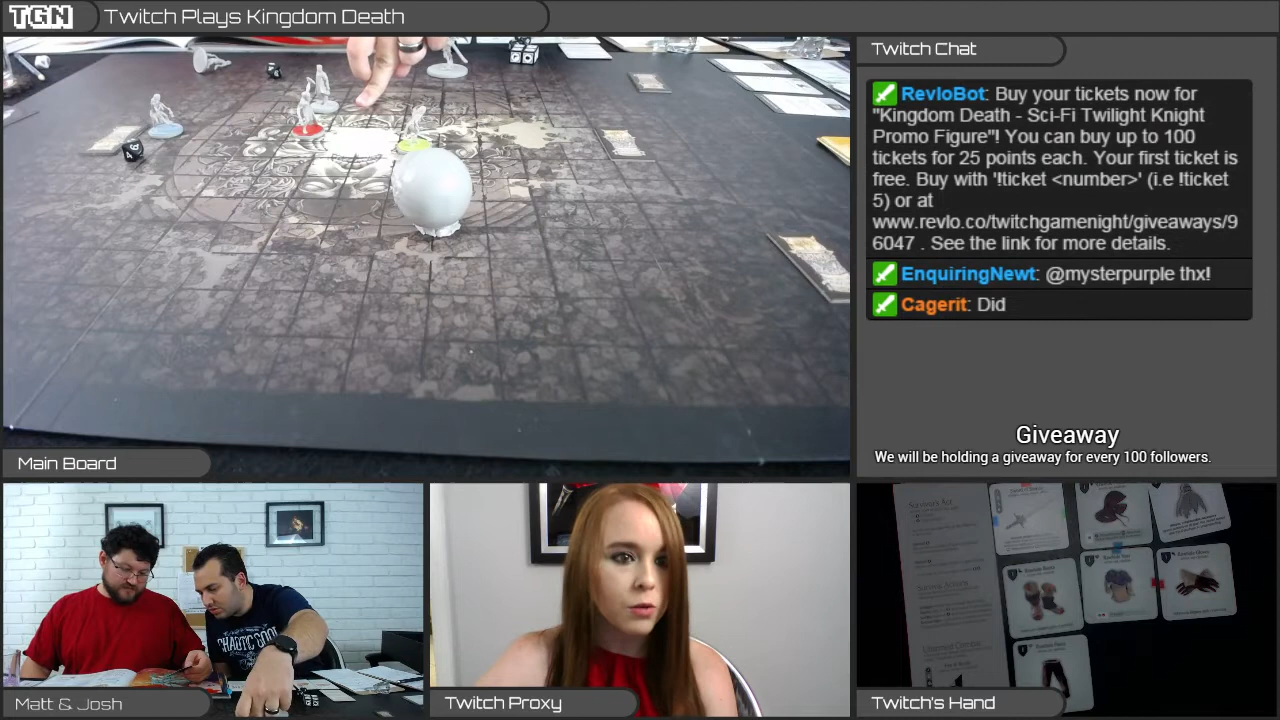 TGN
Twitch Plays Kingdom Death
Twitch Chat
RevloBot: Buy your tickets now for
"Kingdom Death - Sci-Fi Twilight Knight
Promo Figure"! You can buy up to 100
tickets for 25 points each. Your first ticket is
free. Buy with '!ticket <number>' (i.e !ticket
5) or at
www.revlo.co/twitchgamenight/giveaways/9
6047 . See the link for more details.
EnquiringNewt: @mysterpurple thx!
Cagerit: Did
Giveaway
We will be holding a giveaway for every 100 followers.
Main Board
CHAOTIC GOOD
Matt & Josh
Twitch Proxy
Twitch's Hand